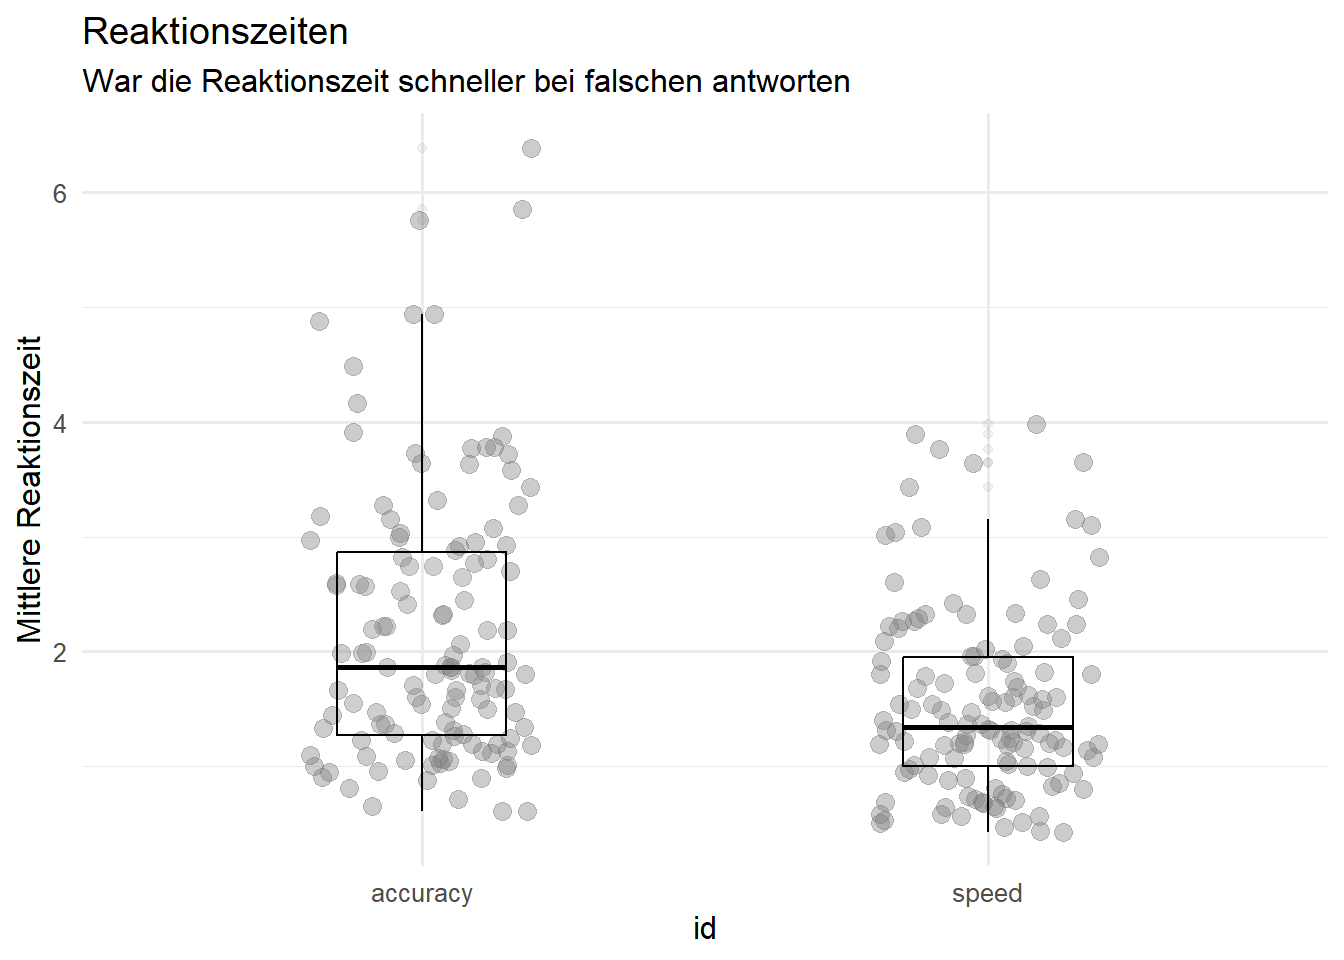 Reaktionszeiten
War die Reaktionszeit schneller bei falschen antworten
Mittlere Reaktionszeit
6
4
2
accuracy
speed
id